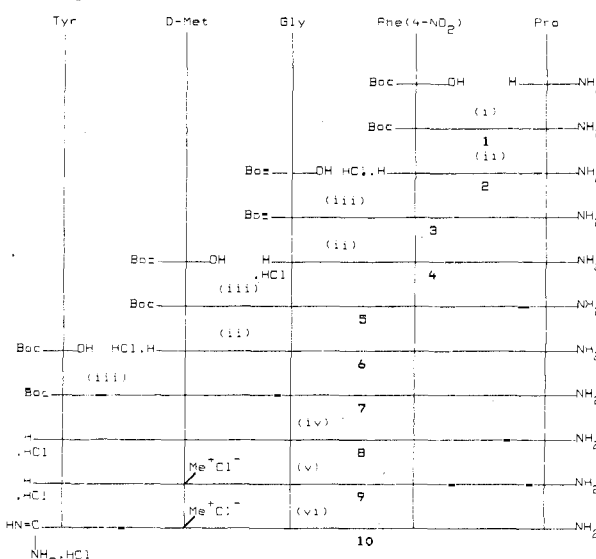 Tyr D-Met Gly Phe(4-NO2) Pro
Boc OH H NH
(i)
Boc NH
1
(ii)
Boc OH HCl.H NH2
2
(iii)
Boc NH2
3
(ii)
Boc OH H NH2
.HCl
4
(iii)
Boc NH2
5
(ii)
Boc OH HCl.H NH2
6
(iii)
Boc NH2
7
(iv)
H NH2
.HCl
8
Me+Cl- (v)
H NH2
.HCl
9
Me+Cl- (vi)
HN=C NH2
10
NH2.HCl